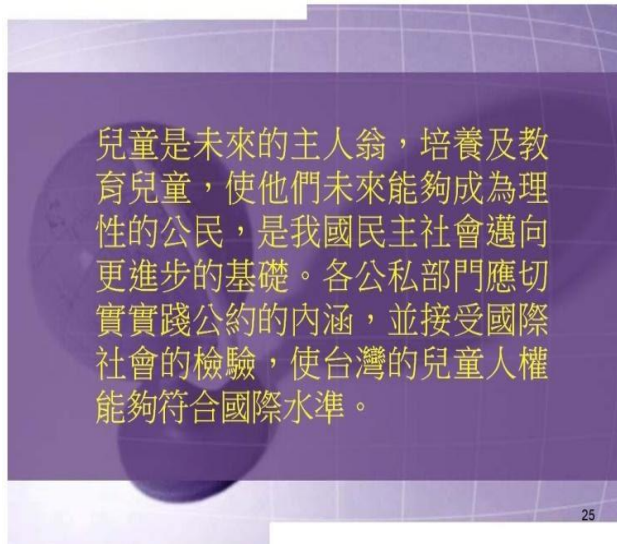 兒童是未來的主人翁，培養及教
育兒童，使他們未來能夠成為理
性的公民，是我國民主社會邁向
更進步的基礎。各公私部門應切
實實踐公約的內涵，並接受國際
社會的檢驗，使台灣的兒童人權
能夠符合國際水準。
25